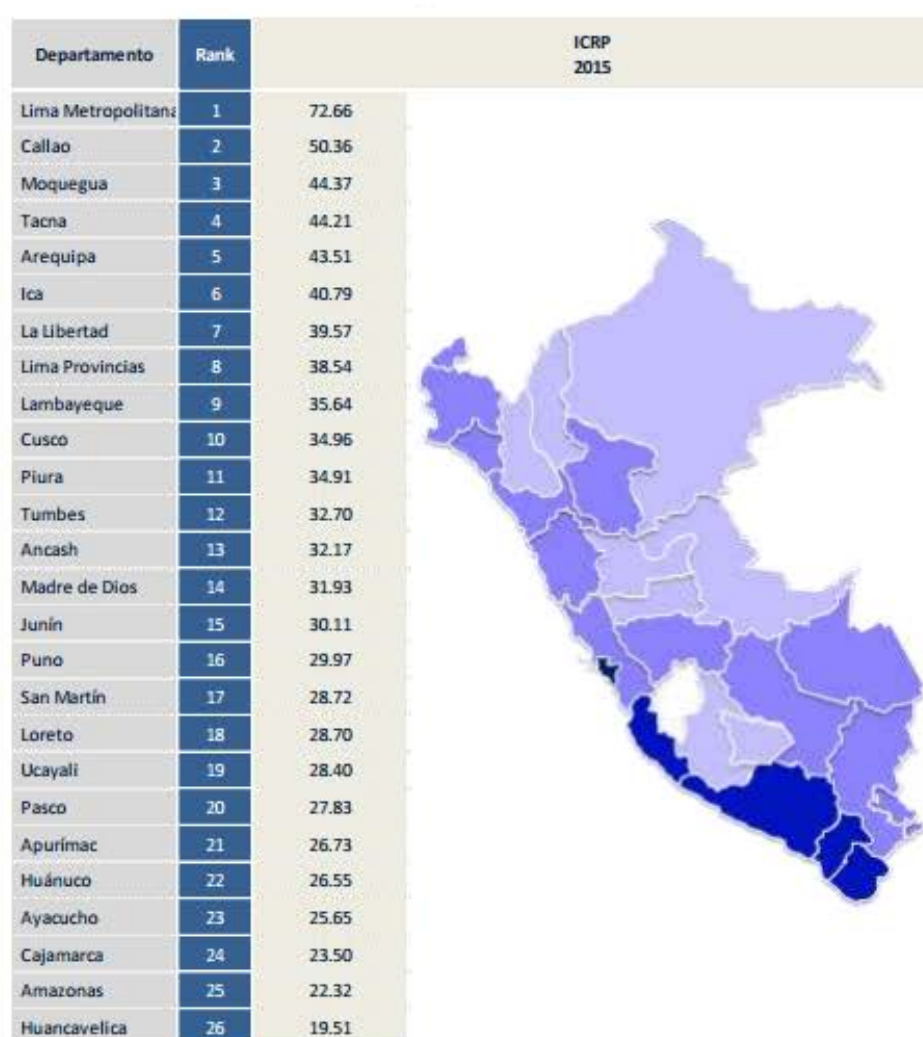 Departamento Rank ICRP
2015
Lima Metropolitana 1 72.66
Callao 2 50.36
Moquegua 3 44.37
Tacna 4 44.21
Arequipa 5 43.51
Ica 6 40.79
La Libertad 7 39.57
Lima Provincias 8 38.54
Lambayeque 9 35.64
Cusco 10 34.96
Piura 11 34.91
Tumbes 12 32.70
Ancash 13 32.17
Madre de Dios 14 31.93
Junín 15 30.11
Puno 16 29.97
San Martín 17 28.72
Loreto 18 28.70
Ucayali 19 28.40
Pasco 20 27.83
Apurímac 21 26.73
Huánuco 22 26.55
Ayacucho 23 25.65
Cajamarca 24 23.50
Amazonas 25 22.32
Huancavelica 26 19.51